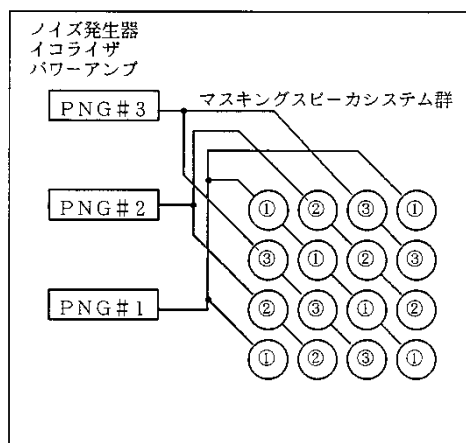 ノイズ発生器
イコライザ
パワーアンプ
PNG#3
マスキングスピーカシステム群
PNG#2
① ② ③ ①
③ ① ② ③
② ③ ① ②
PNG#1
① ② ③ ①